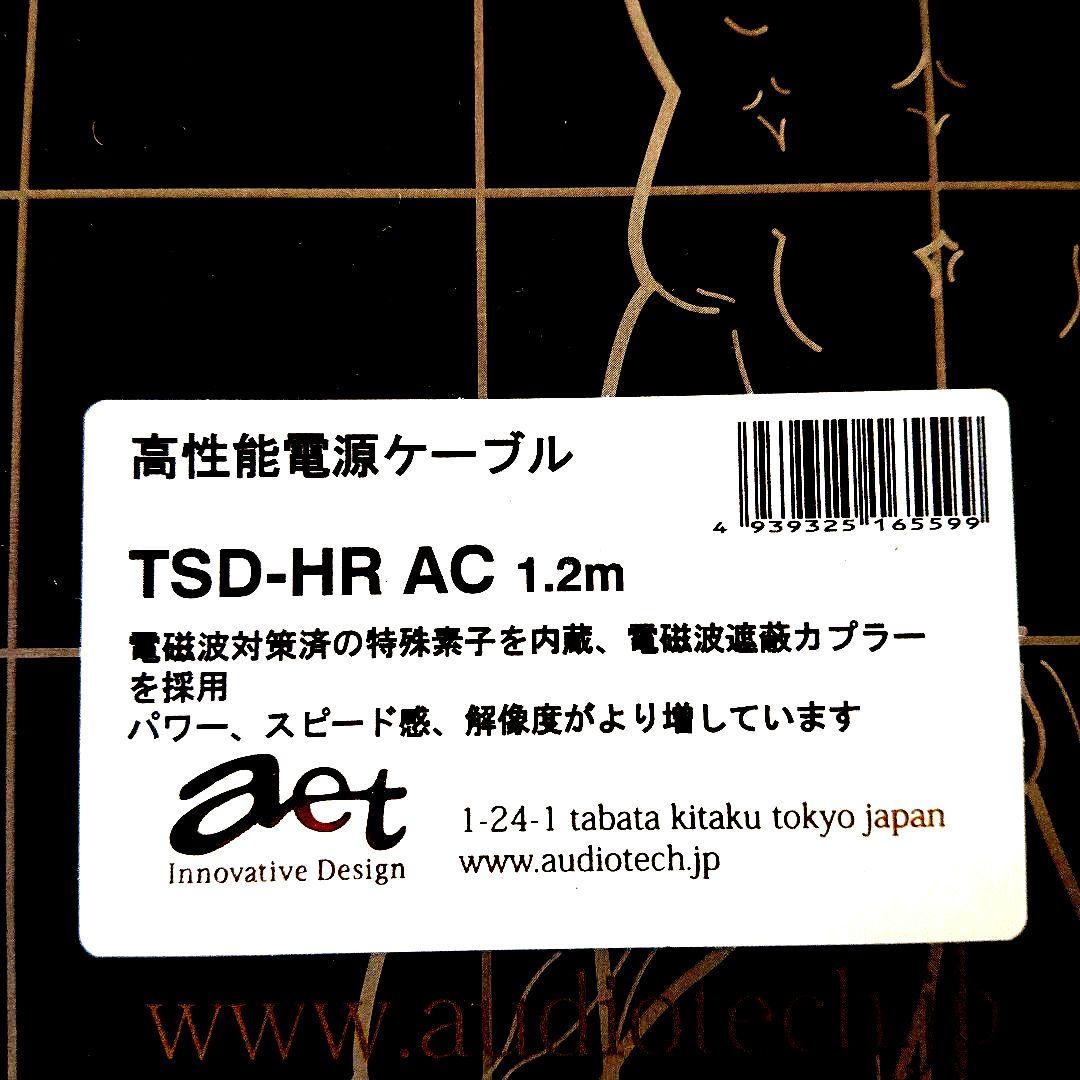 高性能電源ケーブル
4 939325 165599
TSD-HR AC 1.2m
電磁波対策済の特殊素子を内蔵、電磁波遮蔽カプラー
を採用
パワー、スピード感、解像度がより増しています
aet
Innovative Design
1-24-1 tabata kitaku tokyo japan
www.audiotech.jp
www.audiotech.jp